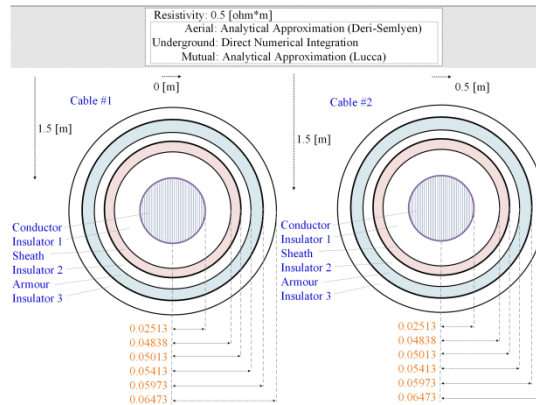 Resistivity: 0.5 [ohm*m]
Aerial: Analytical Approximation (Deri-Semlyen)
Underground: Direct Numerical Integration
Mutual: Analytical Approximation (Lucca)
0 [m]
0.5 [m]
Cable #1
Cable #2
1.5 [m]
1.5 [m]
Conductor
Insulator 1
Sheath
Insulator 2
Armour
Insulator 3
Conductor
Insulator 1
Sheath
Insulator 2
Armour
Insulator 3
0.02513
0.04838
0.05013
0.05413
0.05973
0.06473
0.02513
0.04838
0.05013
0.05413
0.05973
0.06473